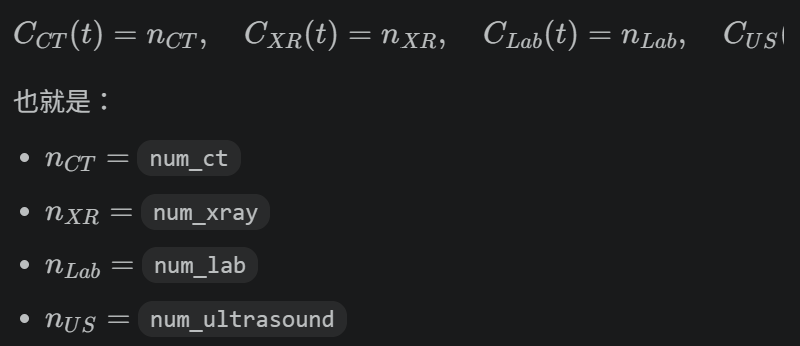 C_{CT}(t) = n_{CT}, C_{XR}(t) = n_{XR}, C_{Lab}(t) = n_{Lab}, C_{US}(
也就是：
• n_{CT} = num_ct
• n_{XR} = num_xray
• n_{Lab} = num_lab
• n_{US} = num_ultrasound